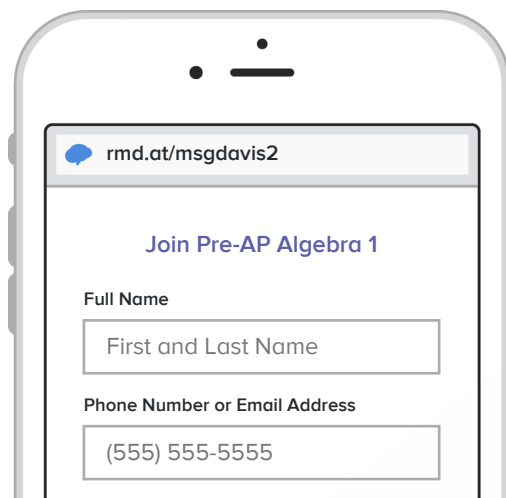 rmd.at/msgdavis2
Join Pre-AP Algebra 1
Full Name
First and Last Name
Phone Number or Email Address
(555) 555-5555